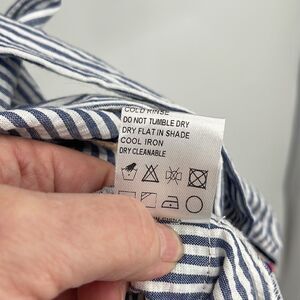 COLD RINSE
DO NOT TUMBLE DRY
DRY FLAT IN SHADE
COOL IRON
DRY CLEANABLE